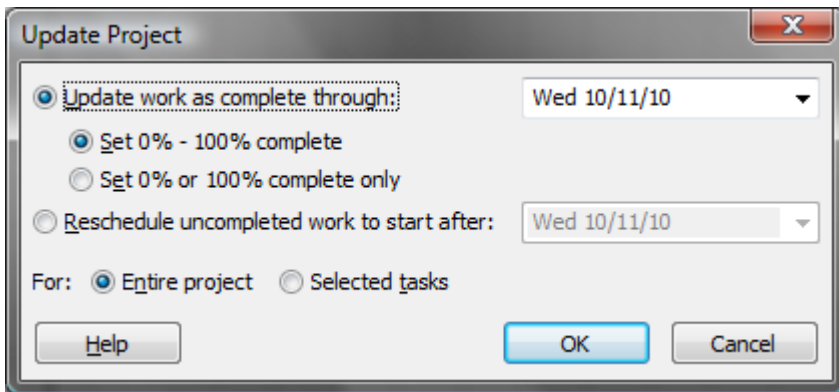 Update Project
Update work as complete through: Wed 10/11/10
Set 0% - 100% complete
Set 0% or 100% complete only
Reschedule uncompleted work to start after: Wed 10/11/10
For: Entire project Selected tasks
Help OK Cancel